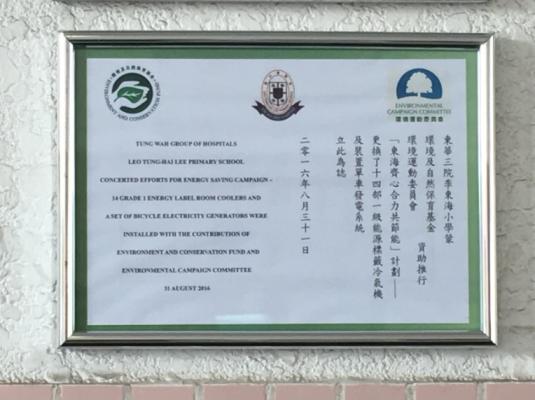 ENVIRONMENTAL
CAMPAIGN COMMITTEE
環境運動委員會
TUNG WAH GROUP OF HOSPITALS
LEO TUNG-HAI LEE PRIMARY SCHOOL
CONCERTED EFFORTS FOR ENERGY SAVING CAMPAIGN -
14 GRADE 1 ENERGY LABEL ROOM COOLERS AND
A SET OF BICYCLE ELECTRICITY GENERATORS WERE
INSTALLED WITH THE CONTRIBUTION OF
ENVIRONMENT AND CONSERVATION FUND AND
ENVIRONMENTAL CAMPAIGN COMMITTEE
31 AUGUST 2016
東華三院李東海小學蒙
環境及自然保育基金
環境運動委員會
資助推行
「東海齊心合力共節能」計劃——
更換了十四部一級能源標籤冷氣機
及裝置單車發電系統
立此為誌
二零一六年八月三十一日